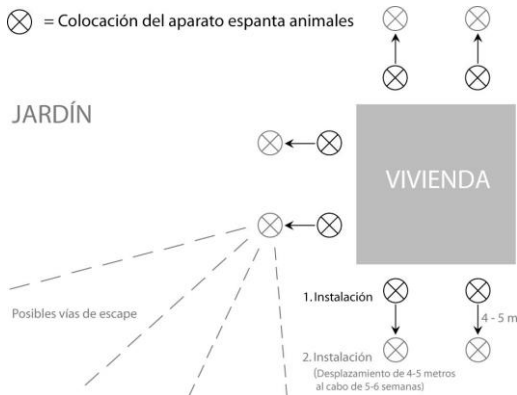 = Colocación del aparato espanta animales
JARDÍN
VIVIENDA
1. Instalación
4 - 5 m
Posibles vías de escape
2. Instalación
(Desplazamiento de 4-5 metros
al cabo de 5-6 semanas)